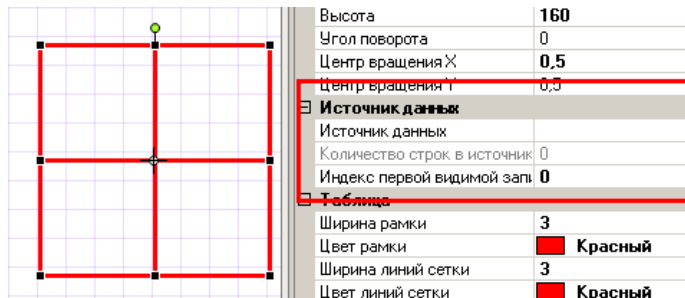 Высота 160
Угол поворота 0
Центр вращения X 0,5
Центр вращения Y 0,5
Источник данных
Источник данных
Количество строк в источник 0
Индекс первой видимой запи 0
Таблица
Ширина рамки 3
Цвет рамки Красный
Ширина линий сетки 3
Цвет линий сетки Красный